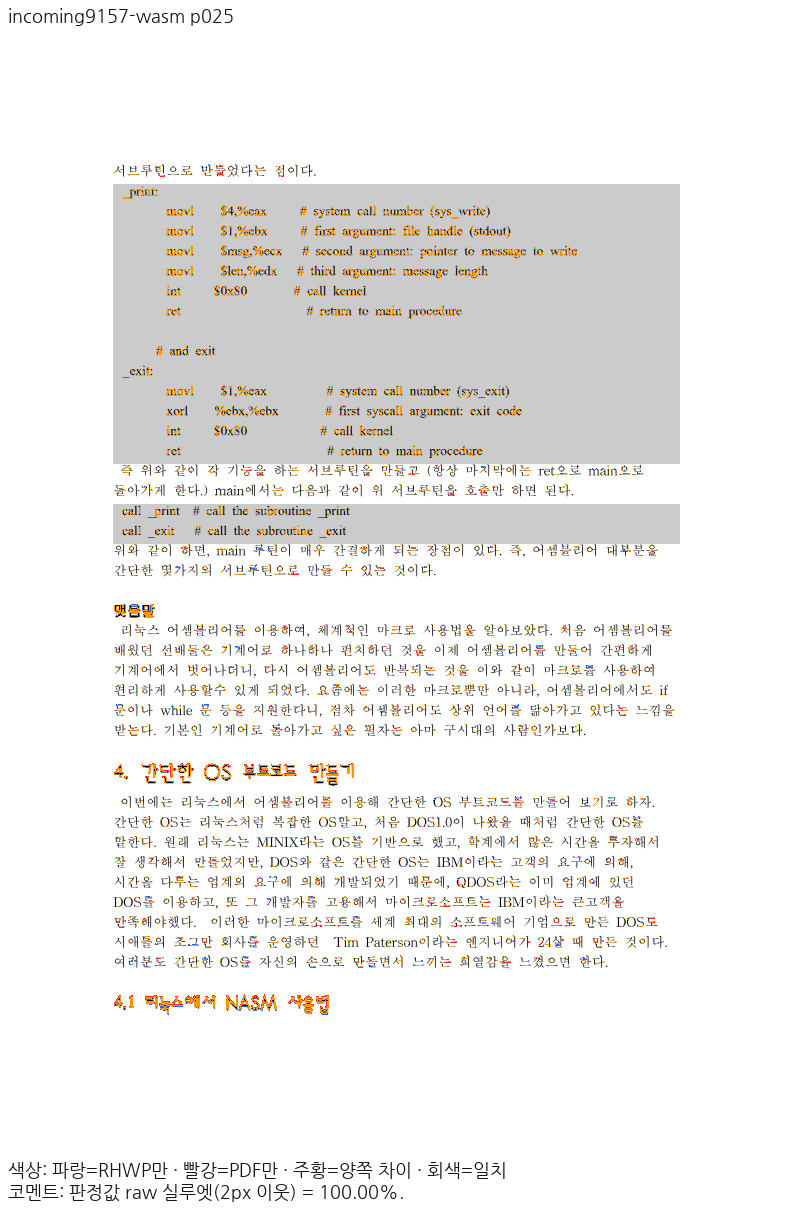 incoming9157-wasm p025
서브루틴으로 만들었다는 점이다.
_print:
movl $4,%eax # system call number (sys_write)
movl $1,%ebx # first argument: file handle (stdout)
movl $msg,%ecx # second argument: pointer to message to write
movl $len,%edx # third argument: message length
int $0x80 # call kernel
ret # return to main procedure
# and exit
_exit:
movl $1,%eax # system call number (sys_exit)
xorl %ebx,%ebx # first syscall argument: exit code
int $0x80 # call kernel
ret # return to main procedure
즉 위와 같이 각 기능을 하는 서브루틴을 만들고 (항상 마지막에는 ret으로 main으로
돌아가게 한다.) main에서는 다음과 같이 위 서브루틴을 호출만 하면 된다.
call _print # call the subroutine _print
call _exit # call the subroutine _exit
위와 같이 하면, main 루틴이 매우 간결하게 되는 장점이 있다. 즉, 어셈블리어 대부분을
간단한 몇가지의 서브루틴으로 만들 수 있는 것이다.
맺음말
리눅스 어셈블리어를 이용하여, 체계적인 마크로 사용법을 알아보았다. 처음 어셈블리어를
배웠던 선배들은 기계어로 하나하나 펀치하던 것을 이제 어셈블리어를 만들어 간편하게
기계어에서 벗어나더니, 다시 어셈블리어도 반복되는 것을 이와 같이 마크로를 사용하여
편리하게 사용할수 있게 되었다. 요즘에는 이러한 마크로뿐만 아니라, 어셈블리어에서도 if
문이나 while 문 등을 지원한다니, 점차 어셈블리어도 상위 언어를 닮아가고 있다는 느낌을
받는다. 기본인 기계어로 돌아가고 싶은 필자는 아마 구시대의 사람인가보다.
4. 간단한 OS 부트코드 만들기
이번에는 리눅스에서 어셈블리어를 이용해 간단한 OS 부트코드를 만들어 보기로 하자.
간단한 OS는 리눅스처럼 복잡한 OS말고, 처음 DOS1.0이 나왔을 때처럼 간단한 OS를
말한다. 원래 리눅스는 MINIX라는 OS를 기반으로 했고, 학계에서 많은 시간을 투자해서
잘 생각해서 만들었지만, DOS와 같은 간단한 OS는 IBM이라는 고객의 요구에 의해,
시간을 다투는 업계의 요구에 의해 개발되었기 때문에, QDOS라는 이미 업계에 있던
DOS를 이용하고, 또 그 개발자를 고용해서 마이크로소프트는 IBM이라는 큰고객을
만족해야했다. 이러한 마이크로소프트를 세계 최대의 소프트웨어 기업으로 만든 DOS도
시애틀의 조그만 회사를 운영하던 Tim Paterson이라는 엔지니어가 24살 때 만든 것이다.
여러분도 간단한 OS를 자신의 손으로 만들면서 느끼는 희열감을 느꼈으면 한다.
4.1 리눅스에서 NASM 사용법
색상: 파랑=RHWP만 · 빨강=PDF만 · 주황=양쪽 차이 · 회색=일치
코멘트: 판정값 raw 실루엣(2px 이웃) = 100.00%.